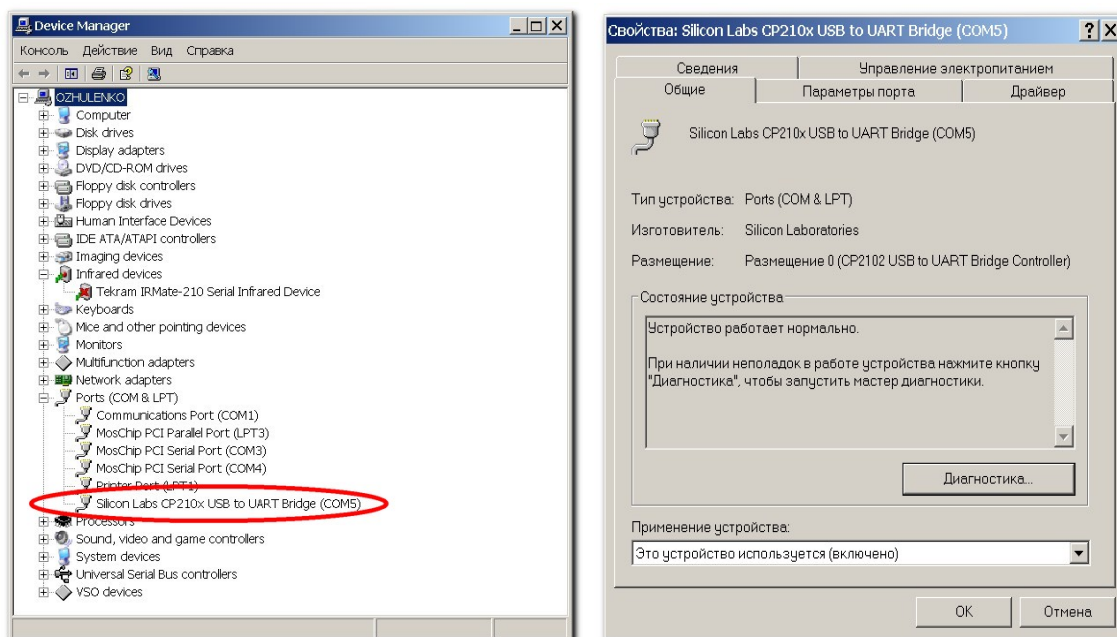 Device Manager
Консоль Действие Вид Справка
OZHULENKO
Computer
Disk drives
Display adapters
DVD/CD-ROM drives
Floppy disk controllers
Floppy disk drives
Human Interface Devices
IDE ATA/ATAPI controllers
Imaging devices
Infrared devices
Tekram IRMate-210 Serial Infrared Device
Keyboards
Mice and other pointing devices
Monitors
Multifunction adapters
Network adapters
Ports (COM & LPT)
Communications Port (COM1)
MosChip PCI Parallel Port (LPT3)
MosChip PCI Serial Port (COM3)
MosChip PCI Serial Port (COM4)
Printer Port (LPT1)
Silicon Labs CP210x USB to UART Bridge (COM5)
Processors
Sound, video and game controllers
System devices
Universal Serial Bus controllers
VSO devices
Свойства: Silicon Labs CP210x USB to UART Bridge (COM5)
Сведения Управление электропитанием
Общие Параметры порта Драйвер
Silicon Labs CP210x USB to UART Bridge (COM5)
Тип устройства: Ports (COM & LPT)
Изготовитель: Silicon Laboratories
Размещение: Размещение 0 (CP2102 USB to UART Bridge Controller)
Состояние устройства
Устройство работает нормально.
При наличии неполадок в работе устройства нажмите кнопку
"Диагностика", чтобы запустить мастер диагностики.
Диагностика...
Применение устройства:
Это устройство используется (включено)
OK Отмена